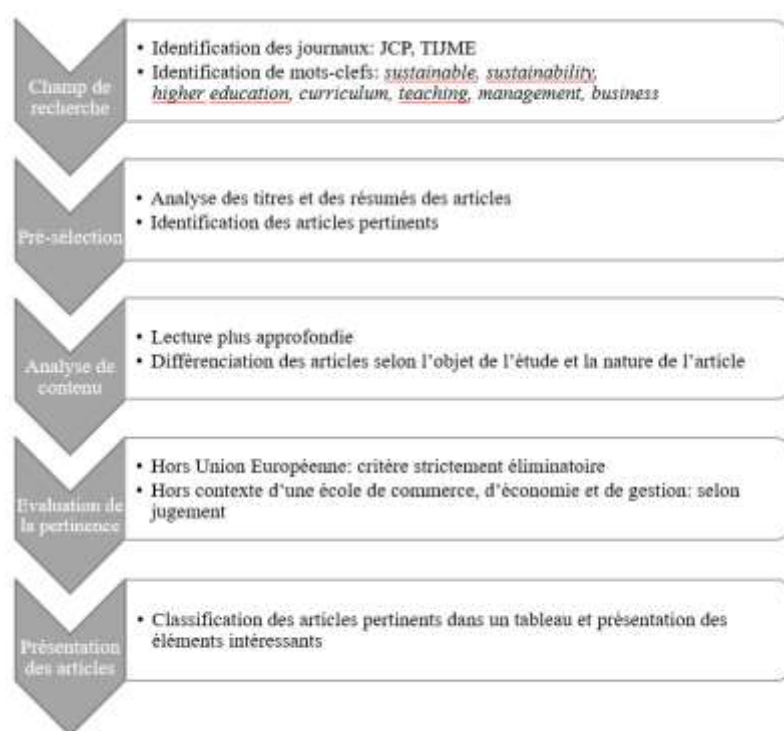 Champ de
recherche
• Identification des journaux: JCP, TIJME
• Identification de mots-clefs: sustainable, sustainability,
higher education, curriculum, teaching, management, business
Pré-sélection
• Analyse des titres et des résumés des articles
• Identification des articles pertinents
Analyse de
contenu
• Lecture plus approfondie
• Différenciation des articles selon l'objet de l'étude et la nature de l'article
Evaluation de
la pertinence
• Hors Union Européenne: critère strictement éliminatoire
• Hors contexte d'une école de commerce, d'économie et de gestion: selon
jugement
Présentation
des articles
• Classification des articles pertinents dans un tableau et présentation des
éléments intéressants